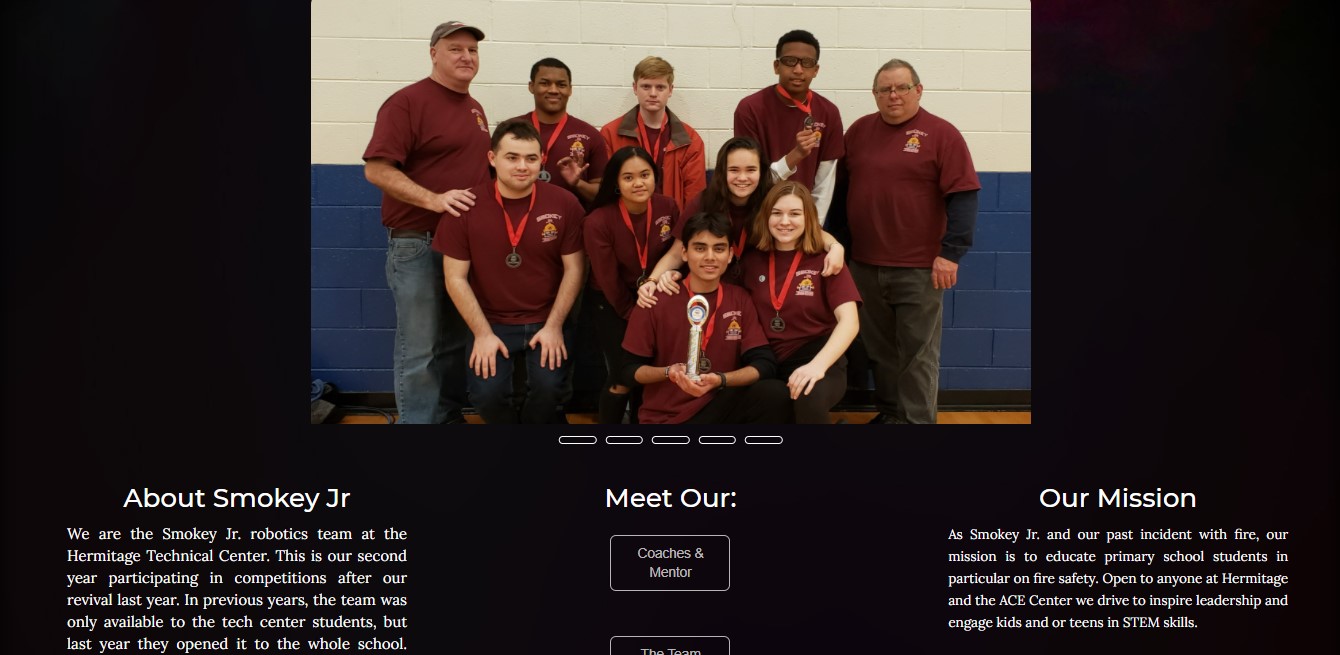 SMOKEY
SMOKEY
SMOKEY
SMOKEY
About Smokey Jr
We are the Smokey Jr. robotics team at the
Hermitage Technical Center. This is our second
year participating in competitions after our
revival last year. In previous years, the team was
only available to the tech center students, but
last year they opened it to the whole school.
Meet Our:
Coaches &
Mentor
The Team
Our Mission
As Smokey Jr. and our past incident with fire, our
mission is to educate primary school students in
particular on fire safety. Open to anyone at Hermitage
and the ACE Center we drive to inspire leadership and
engage kids and or teens in STEM skills.